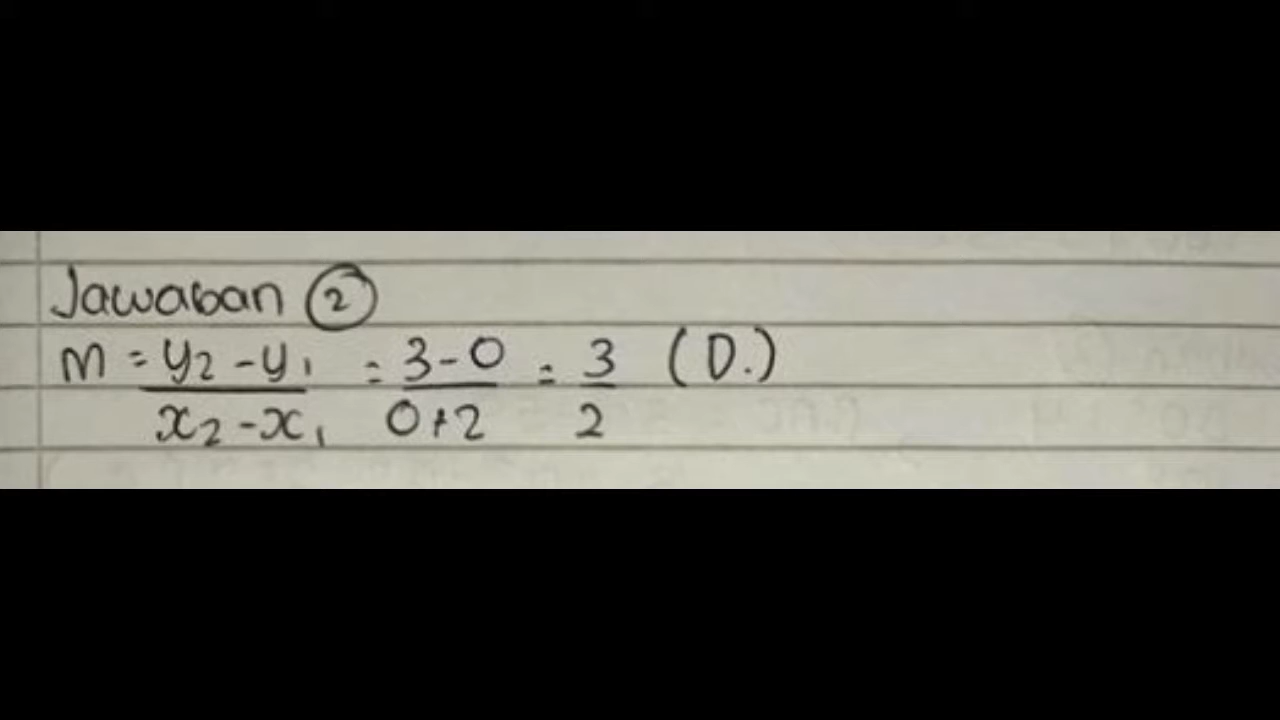 Jawaban ②
m = y₂ - y₁ = 3 - 0 = 3 (D.)
x₂ - x₁ 0+2 2